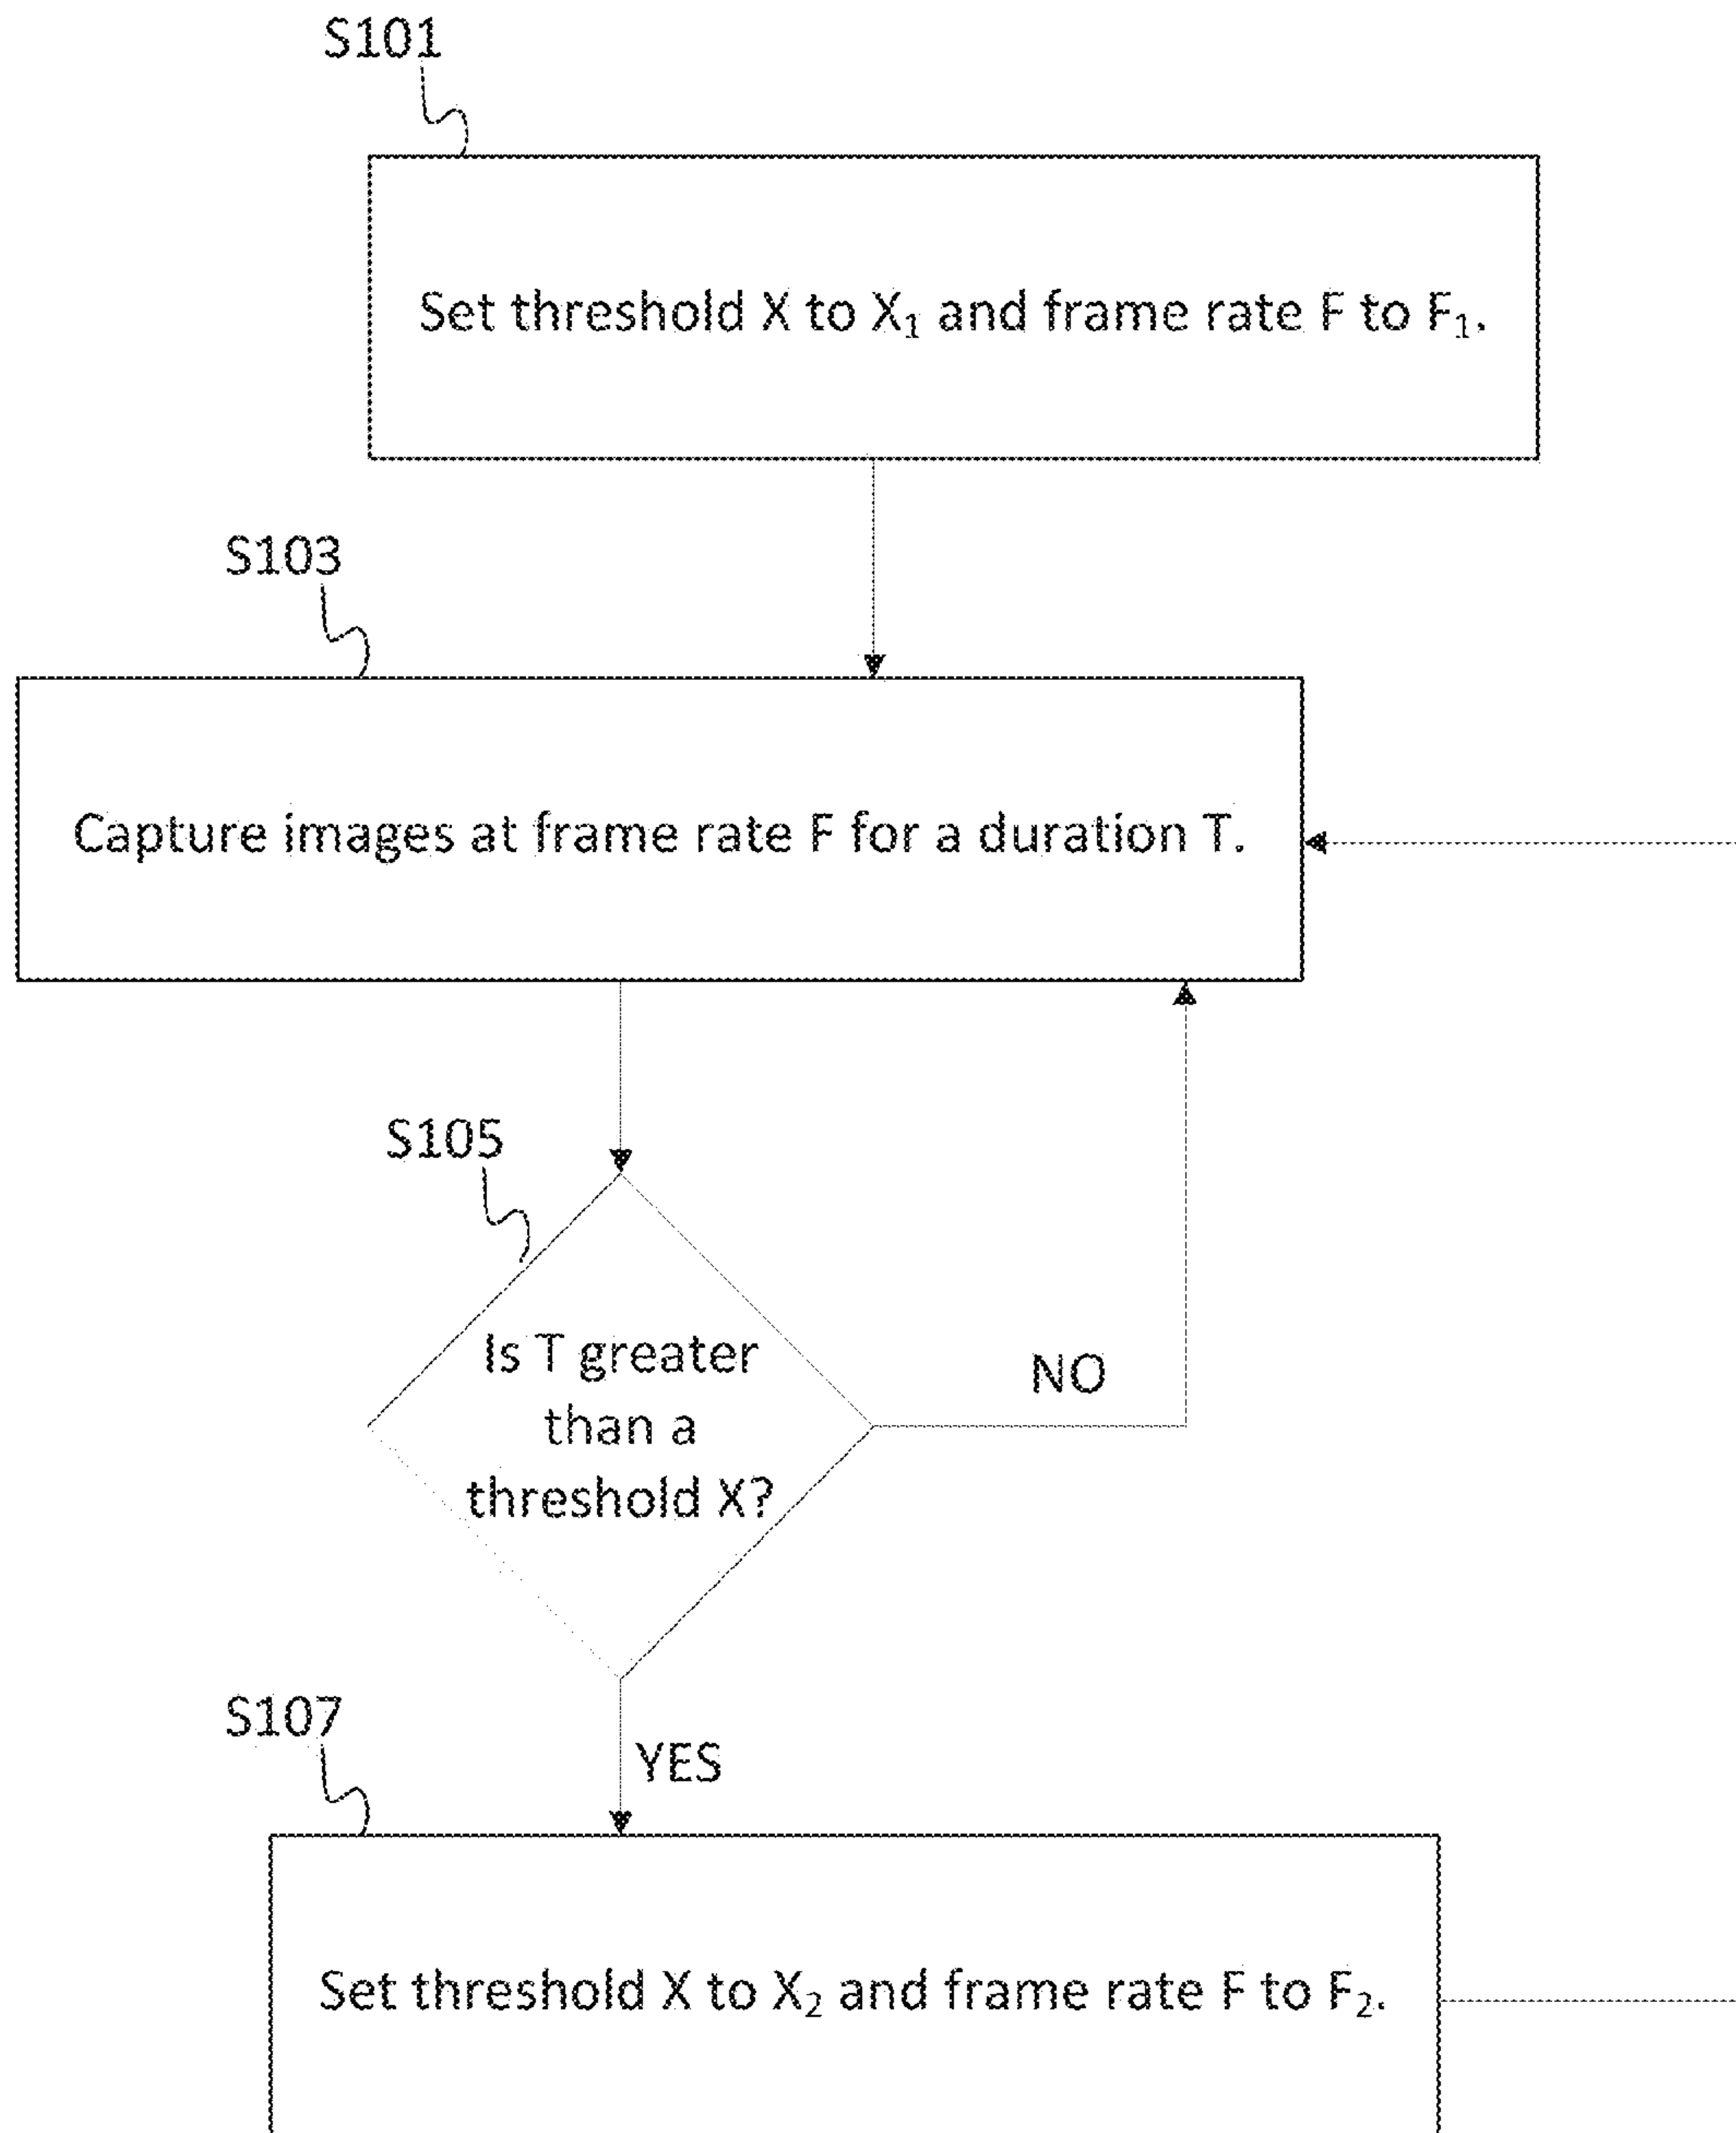 S101
Set threshold X to X₁ and frame rate F to F₁.
S103
Capture images at frame rate F for a duration T.
S105
Is T greater
than a
threshold X?
NO
S107
YES
Set threshold X to X₂ and frame rate F to F₂.